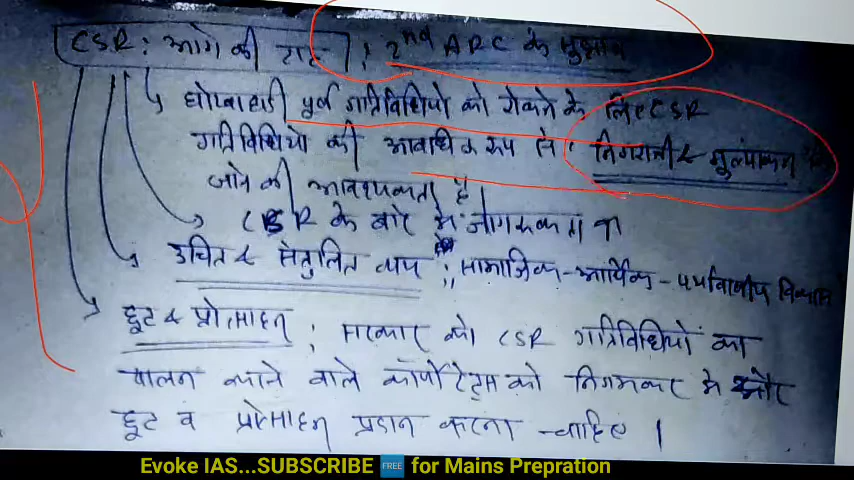 CSR : आगे की राह ; 2nd ARC के सुझाव
धोखाधड़ी पूर्ण गतिविधियों को रोकने के लिए CSR
गतिविधियों की आवधिक रूप से निगरानी & मूल्यांकन किए
जाने की आवश्यकता है।
CSR के बारे में जागरूकता ↑
उचित & संतुलित व्यय ; सामाजिक-आर्थिक-पर्यावरणीय विकास
छूट & प्रोत्साहन ; सरकार को CSR गतिविधियों का
पालन करने वाले कॉर्पोरेट्स को निगमकर में और
छूट व प्रोत्साहन प्रदान करना चाहिए ।
Evoke IAS...SUBSCRIBE FREE for Mains Prepration